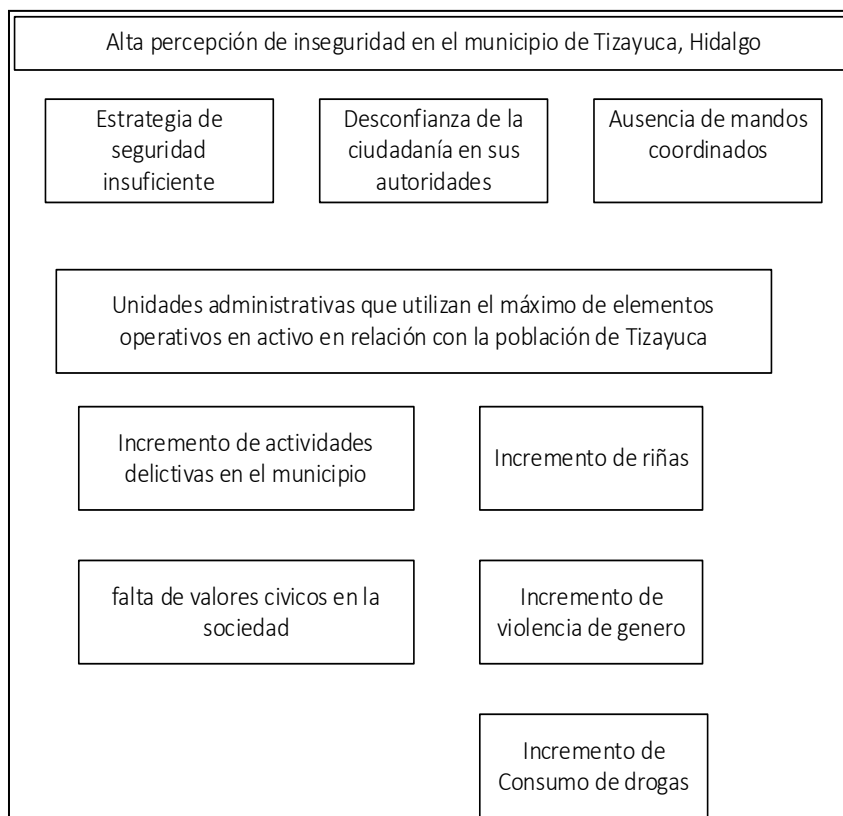 Alta percepción de inseguridad en el municipio de Tizayuca, Hidalgo
Estrategia de
seguridad
insuficiente
Desconfianza de la
ciudadanía en sus
autoridades
Ausencia de mandos
coordinados
Unidades administrativas que utilizan el máximo de elementos
operativos en activo en relación con la población de Tizayuca
Incremento de actividades
delictivas en el municipio
Incremento de riñas
falta de valores civicos en la
sociedad
Incremento de
violencia de genero
Incremento de
Consumo de drogas